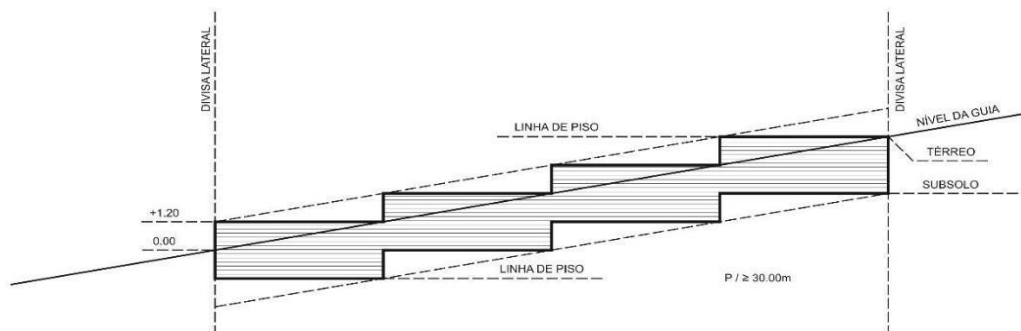 DIVISA LATERAL
DIVISA LATERAL
NÍVEL DA GUIA
LINHA DE PISO
TÉRREO
SUBSOLO
+1.20
0.00
LINHA DE PISO
P / ≥ 30.00m